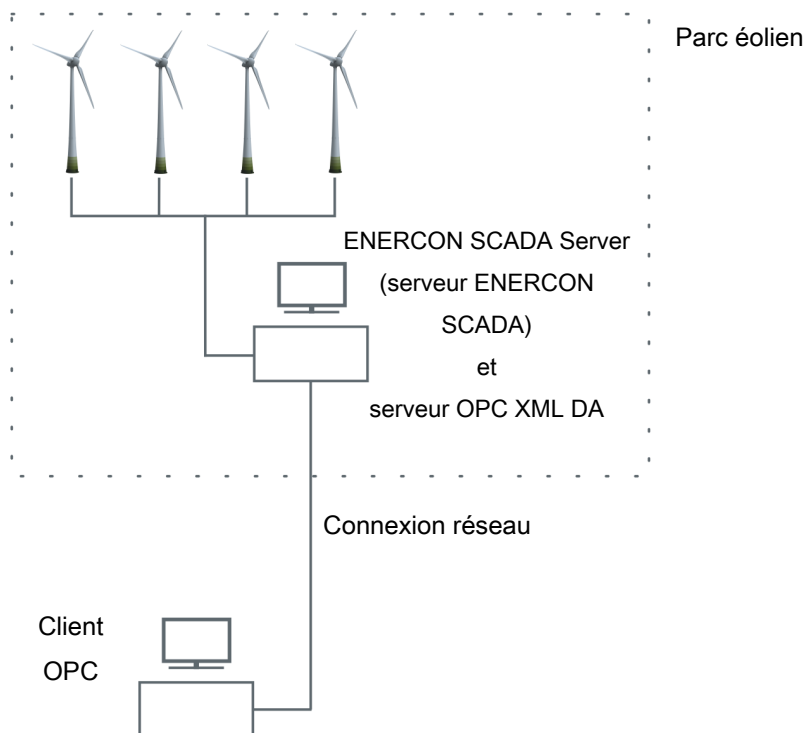 Parc éolien
ENERCON SCADA Server
(serveur ENERCON
SCADA)
et
serveur OPC XML DA
Connexion réseau
Client
OPC